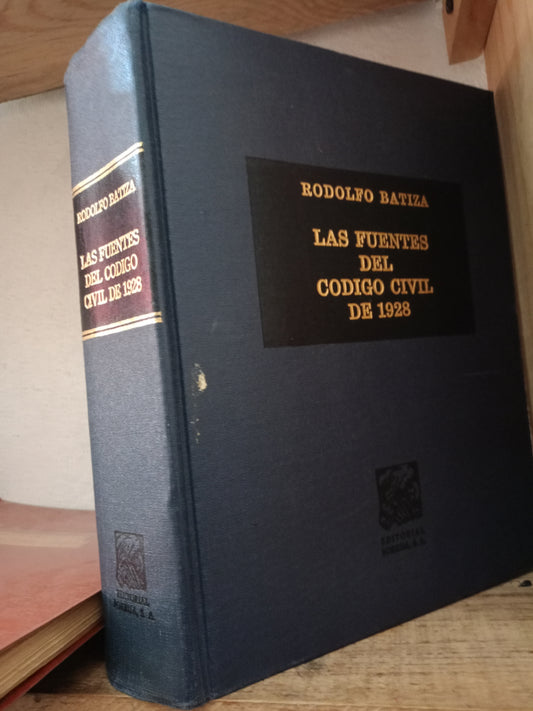 RODOLFO BATIZA
LAS FUENTES
DEL CODIGO
CIVIL DE 1928
EDITORIAL
PORRUA, S. A.
RODOLFO BATIZA
LAS FUENTES
DEL
CODIGO CIVIL
DE 1928
EDITORIAL
PORRUA, S. A.